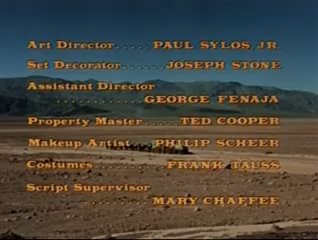 Art Director..... PAUL SYLOS, JR.
Set Decorator...... JOSEPH STONE
Assistant Director
............ GEORGE FENAJA
Property Master..... TED COOPER
Makeup Artist... PHILIP SCHEER
Costumes.......... FRANK TAUSS
Script Supervisor
............. MARY CHAFFEE